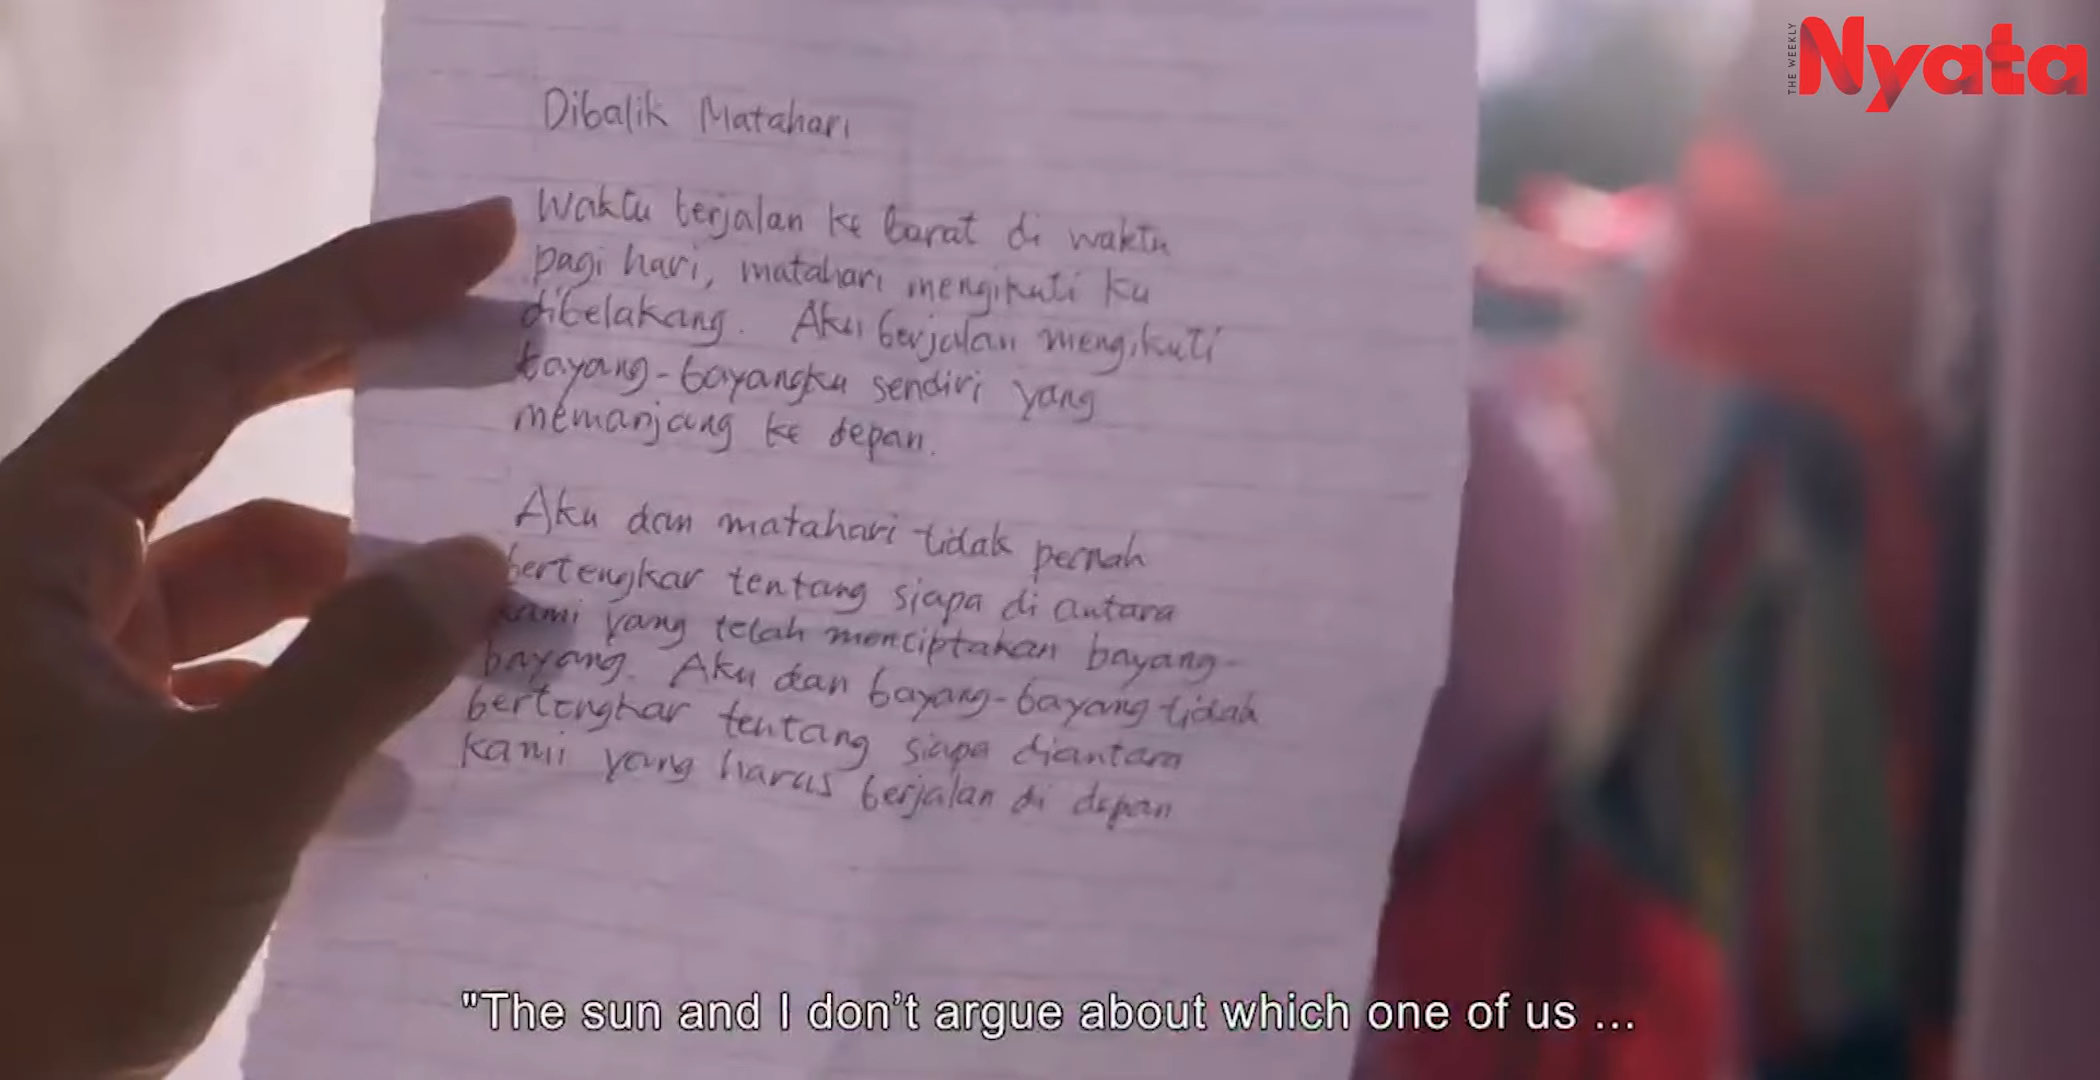 THE WEEKLY
Nyata
Dibalik Matahari
Waktu terjalan ke barat di waktu
pagi hari, matahari mengikuti ku
dibelakang. Aku berjalan mengikuti
bayang-bayangku sendiri yang
memanjang ke depan.
Aku dan matahari tidak pernah
bertengkar tentang siapa di antara
kami yang telah menciptakan bayang-
bayang. Aku dan bayang-bayang tidak
bertengkar tentang siapa diantara
kami yang harus berjalan di depan
"The sun and I don't argue about which one of us ...